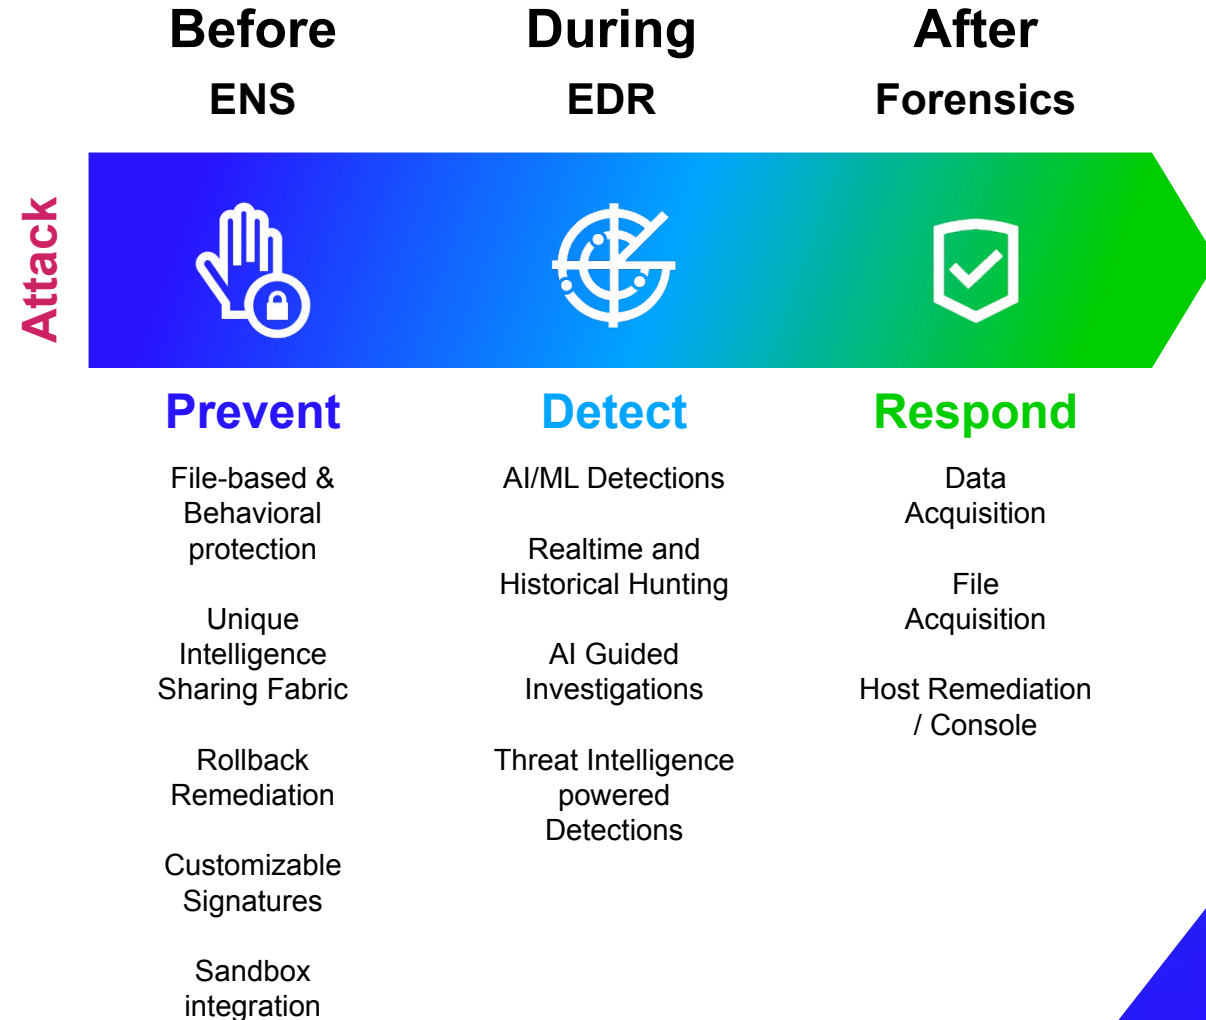 Before
ENS
During
EDR
After
Forensics
Attack
Prevent
File-based &
Behavioral
protection
Unique
Intelligence
Sharing Fabric
Rollback
Remediation
Customizable
Signatures
Sandbox
integration
Detect
AI/ML Detections
Realtime and
Historical Hunting
AI Guided
Investigations
Threat Intelligence
powered
Detections
Respond
Data
Acquisition
File
Acquisition
Host Remediation
/ Console